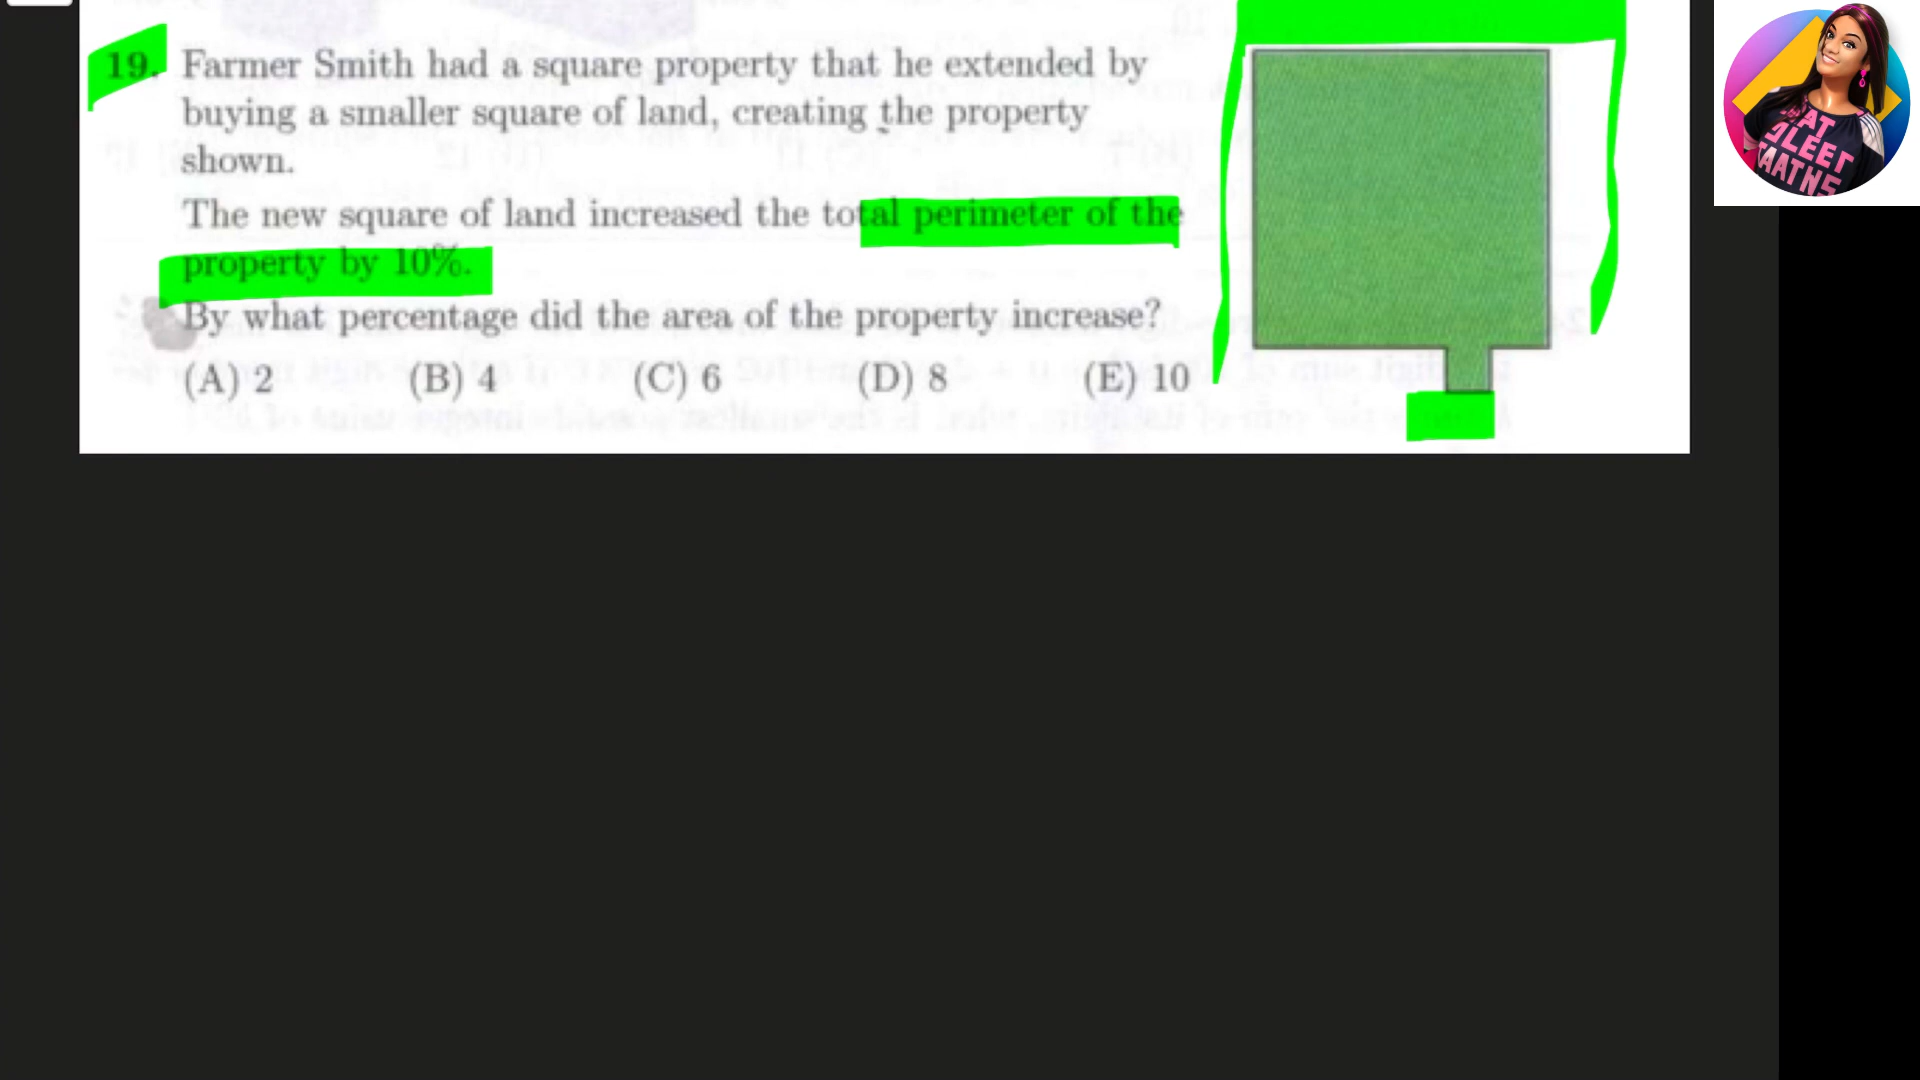 19. Farmer Smith had a square property that he extended by
buying a smaller square of land, creating the property
shown.
The new square of land increased the total perimeter of the
property by 10%.
By what percentage did the area of the property increase?
(A) 2 (B) 4 (C) 6 (D) 8 (E) 10